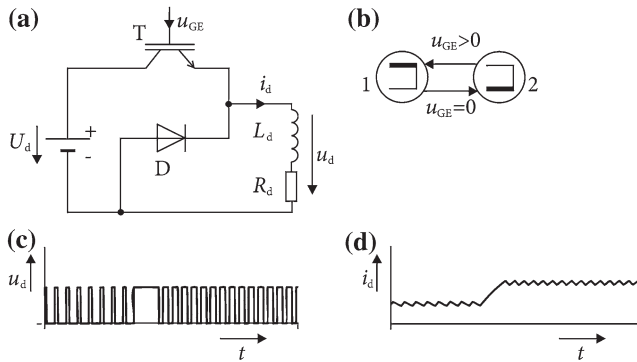 (a)
u_GE
T
i_d
U_d
+
-
D
L_d
R_d
u_d
(b)
u_GE>0
1
2
u_GE=0
(c)
u_d
-
t
(d)
i_d
t